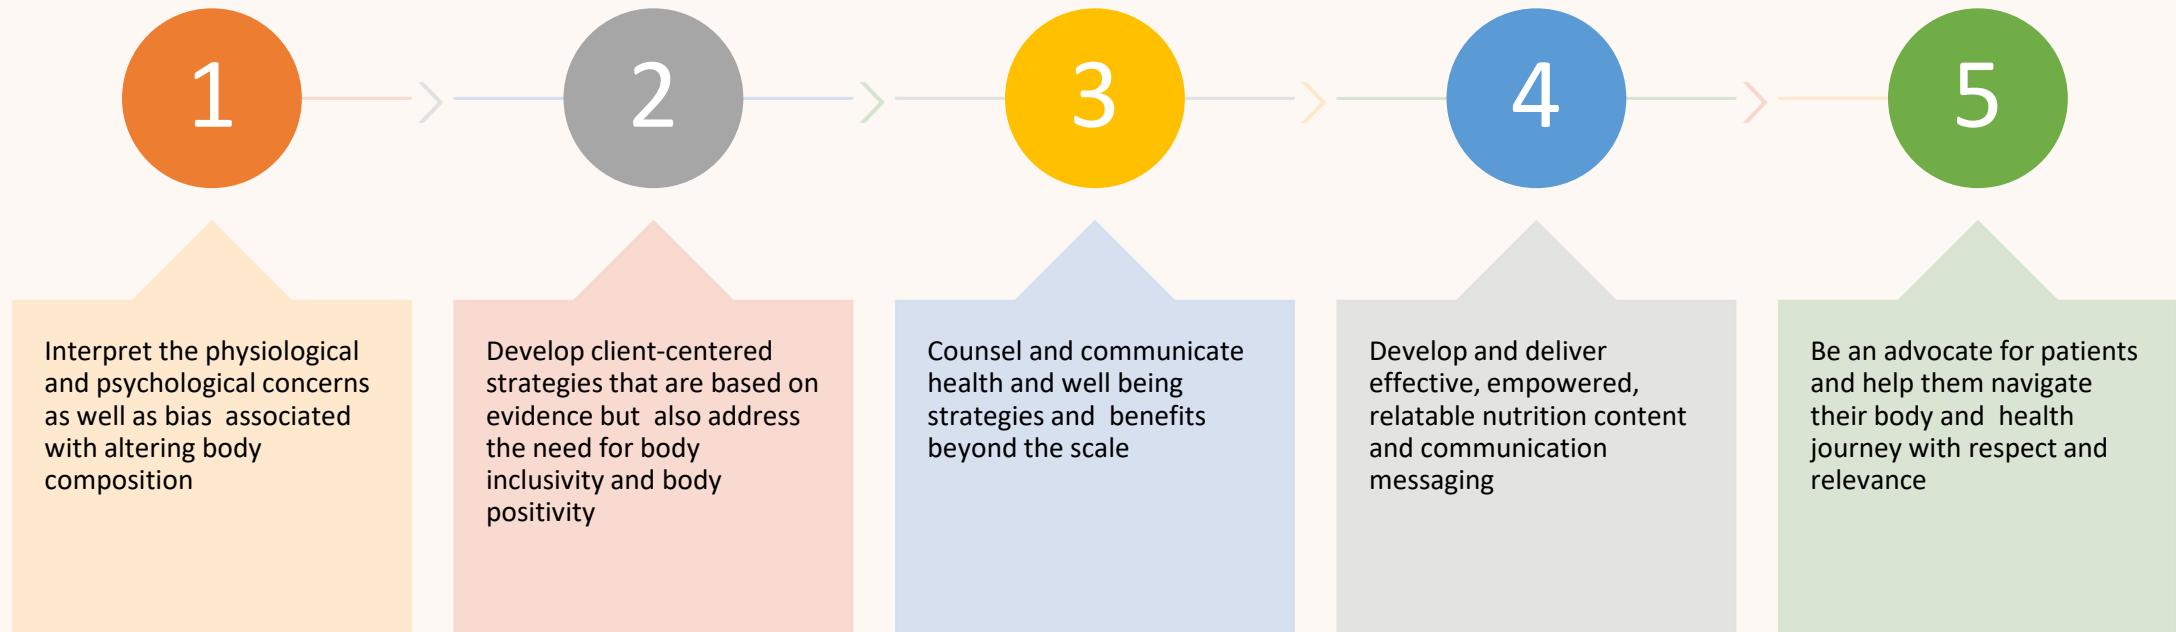 1
Interpret the physiological
and psychological concerns
as well as bias  associated
with altering body
composition
2
Develop client-centered
strategies that are based on
evidence but  also address
the need for body
inclusivity and body
positivity
3
Counsel and communicate
health and well being
strategies and  benefits
beyond the scale
4
Develop and deliver
effective, empowered,
relatable nutrition content
and communication
messaging
5
Be an advocate for patients
and help them navigate
their body and  health
journey with respect and
relevance